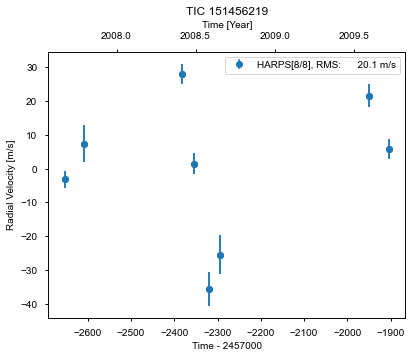 TIC 151456219
Time [Year]
2008.0 2008.5 2009.0 2009.5
HARPS[8/8], RMS: 20.1 m/s
30
20
10
0
−10
−20
−30
−40
Radial Velocity [m/s]
−2600 −2500 −2400 −2300 −2200 −2100 −2000 −1900
Time - 2457000